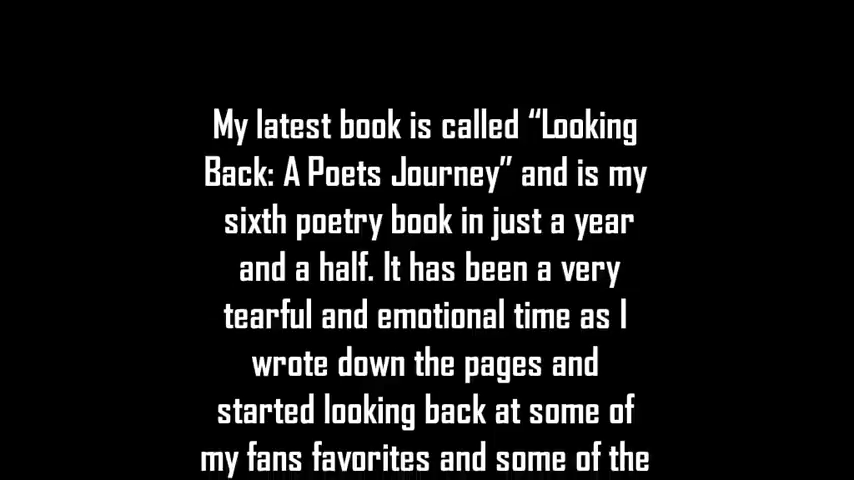 My latest book is called “Looking
Back: A Poets Journey” and is my
sixth poetry book in just a year
and a half. It has been a very
tearful and emotional time as I
wrote down the pages and
started looking back at some of
my fans favorites and some of the